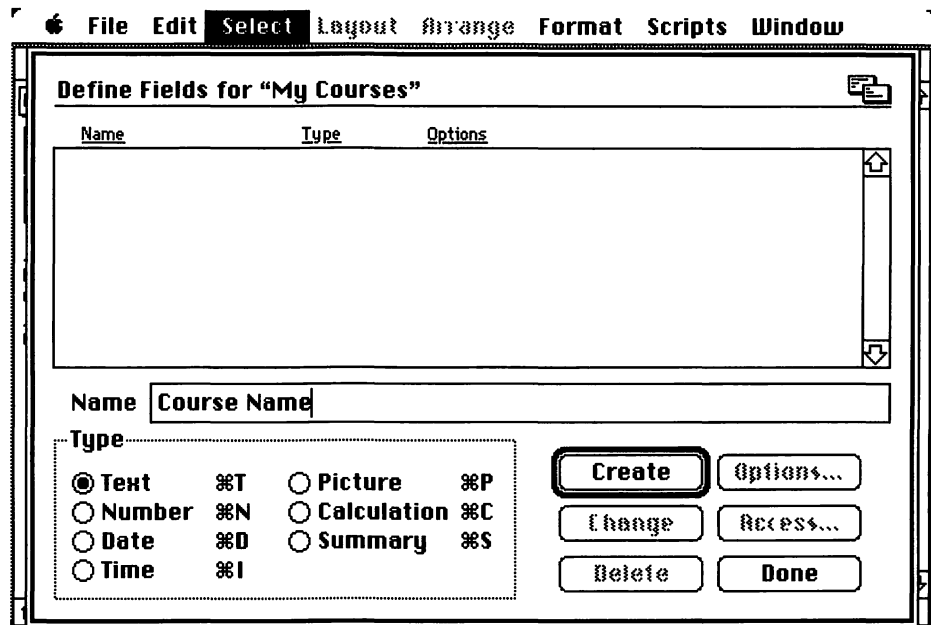 File Edit Select Layout Arrange Format Scripts Window
Define Fields for “My Courses”
Name Type Options
Name Course Name
Type
Text ⌘T Picture ⌘P
Number ⌘N Calculation ⌘C
Date ⌘D Summary ⌘S
Time ⌘I
Create Options...
Change Access...
Delete Done